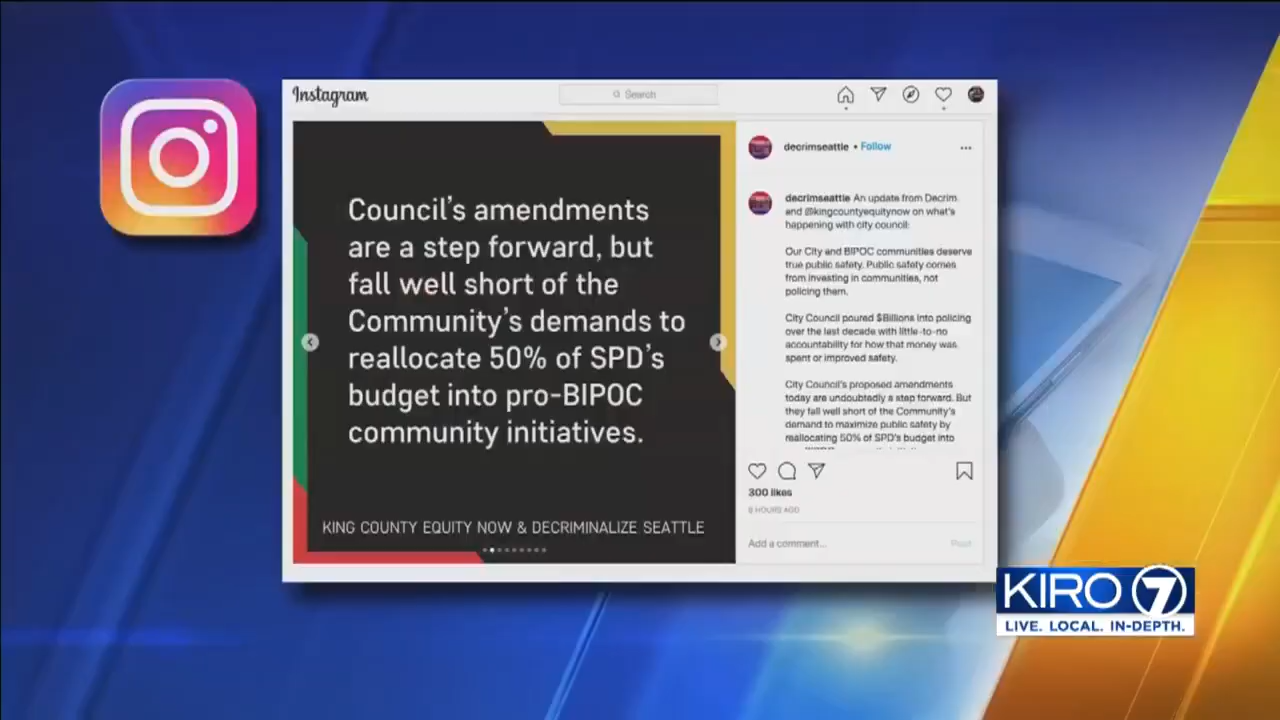 Instagram
Search
Council's amendments
are a step forward, but
fall well short of the
Community's demands to
reallocate 50% of SPD's
budget into pro-BIPOC
community initiatives.
KING COUNTY EQUITY NOW & DECRIMINALIZE SEATTLE
decrimseattle • Follow
decrimseattle An update from Decrim
and @kingcountyequitynow on what's
happening with city council:
Our City and BIPOC communities deserve
true public safety. Public safety comes
from investing in communities, not
policing them.
City Council poured $Billions into policing
over the last decade with little-to-no
accountability for how that money was
spent or improved safety.
City Council's proposed amendments
today are undoubtedly a step forward. But
they fall well short of the Community's
demand to maximize public safety by
reallocating 50% of SPD's budget into
300 likes
HOURS AGO
Add a comment...
Post
KIRO 7
LIVE. LOCAL. IN-DEPTH.